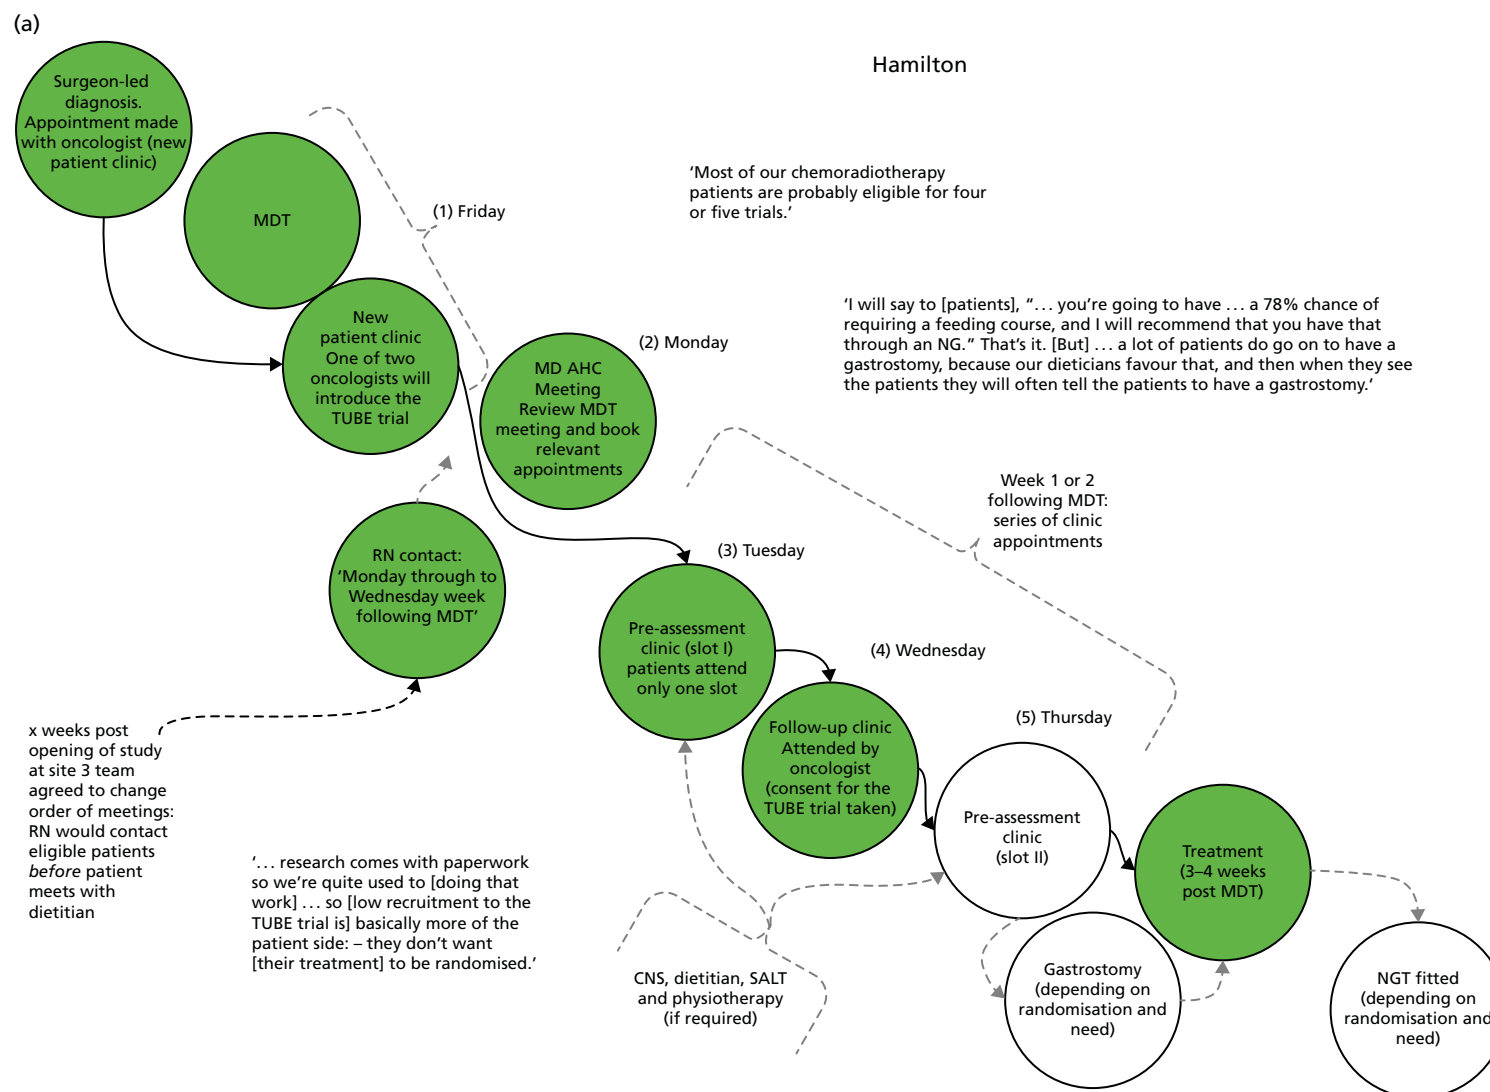 (a)
Hamilton
Surgeon-led
diagnosis.
Appointment made
with oncologist (new
patient clinic)
MDT
(1) Friday
‘Most of our chemoradiotherapy
patients are probably eligible for four
or five trials.’
New
patient clinic
One of two
oncologists will
introduce the
TUBE trial
(2) Monday
MD AHC
Meeting
Review MDT
meeting and book
relevant
appointments
‘I will say to [patients], “… you’re going to have … a 78% chance of
requiring a feeding course, and I will recommend that you have that
through an NG.” That’s it. [But] … a lot of patients do go on to have a
gastrostomy, because our dieticians favour that, and then when they see
the patients they will often tell the patients to have a gastrostomy.‘
Week 1 or 2
following MDT:
series of clinic
appointments
RN contact:
‘Monday through to
Wednesday week
following MDT’
(3) Tuesday
Pre-assessment
clinic (slot I)
patients attend
only one slot
(4) Wednesday
Follow-up clinic
Attended by
oncologist
(consent for the
TUBE trial taken)
(5) Thursday
Pre-assessment
clinic
(slot II)
Treatment
(3–4 weeks
post MDT)
x weeks post
opening of study
at site 3 team
agreed to change
order of meetings:
RN would contact
eligible patients
before patient
meets with
dietitian
‘… research comes with paperwork
so we’re quite used to [doing that
work] … so [low recruitment to the
TUBE trial is] basically more of the
patient side: – they don’t want
[their treatment] to be randomised.’
CNS, dietitian, SALT
and physiotherapy
(if required)
Gastrostomy
(depending on
randomisation and
need)
NGT fitted
(depending on
randomisation and
need)